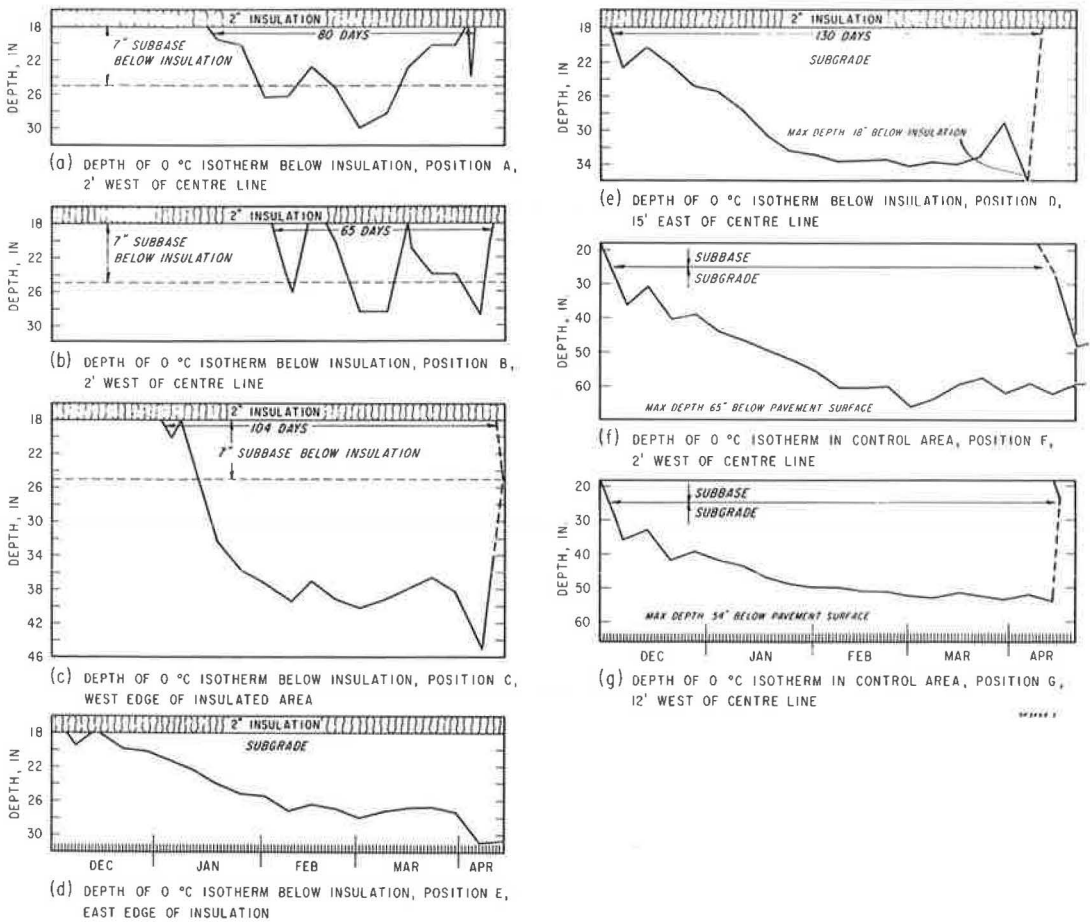 2" INSULATION
80 DAYS
7" SUBBASE
BELOW INSULATION
DEPTH, IN
18
22
26
30
(a) DEPTH OF 0 °C ISOTHERM BELOW INSULATION, POSITION A,
2' WEST OF CENTRE LINE
2" INSULATION
65 DAYS
7" SUBBASE
BELOW INSULATION
DEPTH, IN
18
22
26
30
(b) DEPTH OF 0 °C ISOTHERM BELOW INSULATION, POSITION B,
2' WEST OF CENTRE LINE
2" INSULATION
104 DAYS
7" SUBBASE BELOW INSULATION
DEPTH, IN
18
22
26
30
34
38
42
46
(c) DEPTH OF 0 °C ISOTHERM BELOW INSULATION, POSITION C,
WEST EDGE OF INSULATED AREA
2" INSULATION
SUBGRADE
DEPTH, IN
18
22
26
30
DEC JAN FEB MAR APR
(d) DEPTH OF 0 °C ISOTHERM BELOW INSULATION, POSITION E,
EAST EDGE OF INSULATION
2" INSULATION
130 DAYS
SUBGRADE
MAX DEPTH 18" BELOW INSULATION
DEPTH, IN
18
22
26
30
34
(e) DEPTH OF 0 °C ISOTHERM BELOW INSULATION, POSITION D,
15' EAST OF CENTRE LINE
SUBBASE
SUBGRADE
MAX DEPTH 65" BELOW PAVEMENT SURFACE
DEPTH, IN.
20
30
40
50
60
(f) DEPTH OF 0 °C ISOTHERM IN CONTROL AREA, POSITION F,
2' WEST OF CENTRE LINE
SUBBASE
SUBGRADE
MAX DEPTH 54" BELOW PAVEMENT SURFACE
DEPTH, IN.
20
30
40
50
60
DEC JAN FEB MAR APR
(g) DEPTH OF 0 °C ISOTHERM IN CONTROL AREA, POSITION G,
12' WEST OF CENTRE LINE